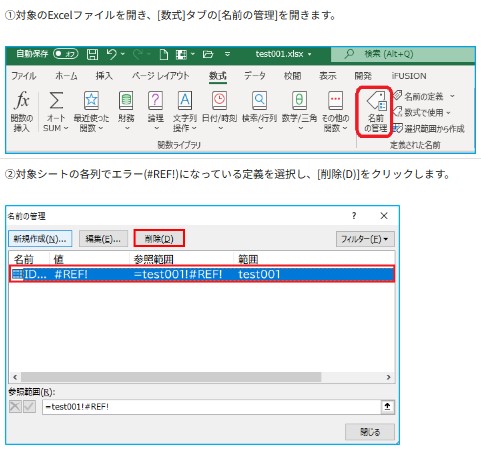 ①対象のExcelファイルを開き、[数式]タブの[名前の管理]を開きます。
自動保存 オフ test001.xlsx 検索 (Alt+Q)
ファイル ホーム 挿入 ページ レイアウト 数式 データ 校閲 表示 開発 iFUSION
fx
関数の 挿入
オート SUM
最近使った 関数
財務
論理
文字列 操作
日付/時刻
検索/行列
数学/三角
その他の 関数
名前 の管理
名前の定義
数式で使用
選択範囲から作成
関数ライブラリ 定義された名前
②対象シートの各列でエラー(#REF!)になっている定義を選択し、[削除(D)]をクリックします。
名前の管理 ? ×
新規作成(N)... 編集(E)... 削除(D) フィルター(F)
名前 値 参照範囲 範囲
ID... #REF! =test001!#REF! test001
参照範囲(R):
=test001!#REF!
閉じる